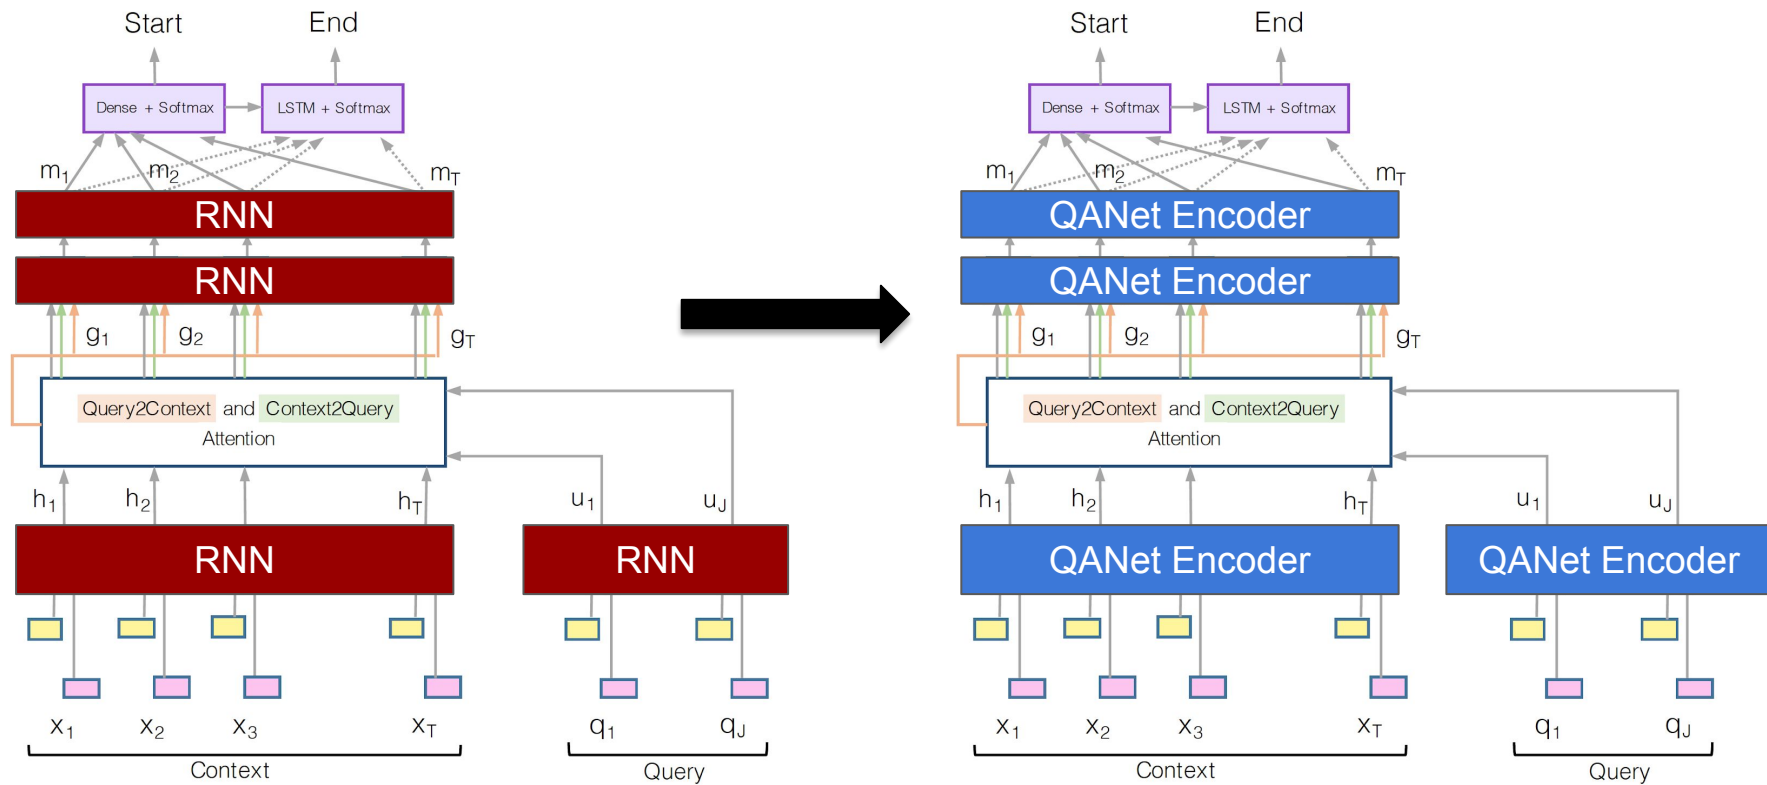 Start End
Dense + Softmax LSTM + Softmax
m1 m2 mT
RNN
RNN
g1 g2 gT
Query2Context and Context2Query
Attention
h1 h2 hT u1 uJ
RNN RNN
x1 x2 x3 xT q1 qJ
Context Query
Start End
Dense + Softmax LSTM + Softmax
m1 m2 mT
QANet Encoder
QANet Encoder
g1 g2 gT
Query2Context and Context2Query
Attention
h1 h2 hT u1 uJ
QANet Encoder QANet Encoder
x1 x2 x3 xT q1 qJ
Context Query